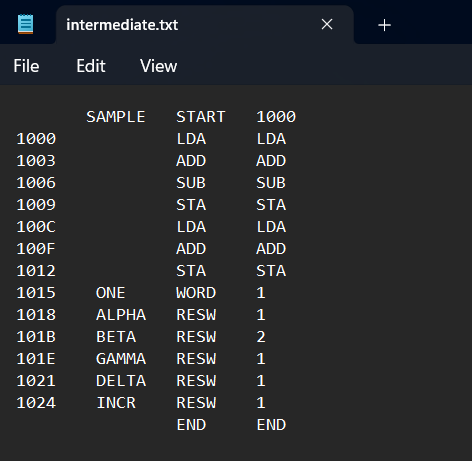 intermediate.txt
File Edit View
SAMPLE START 1000
1000 LDA LDA
1003 ADD ADD
1006 SUB SUB
1009 STA STA
100C LDA LDA
100F ADD ADD
1012 STA STA
1015 ONE WORD 1
1018 ALPHA RESW 1
101B BETA RESW 2
101E GAMMA RESW 1
1021 DELTA RESW 1
1024 INCR RESW 1
END END